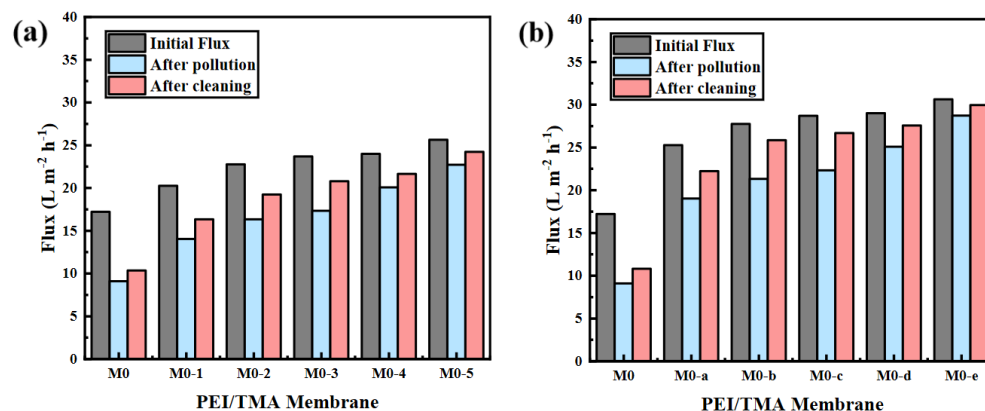 (a)
Initial Flux
After pollution
After cleaning
Flux (L m-2 h-1)
40
35
30
25
20
15
10
5
0
M0 M0-1 M0-2 M0-3 M0-4 M0-5
PEI/TMA Membrane
(b)
Initial Flux
After pollution
After cleaning
Flux (L m-2 h-1)
40
35
30
25
20
15
10
5
0
M0 M0-a M0-b M0-c M0-d M0-e
PEI/TMA Membrane